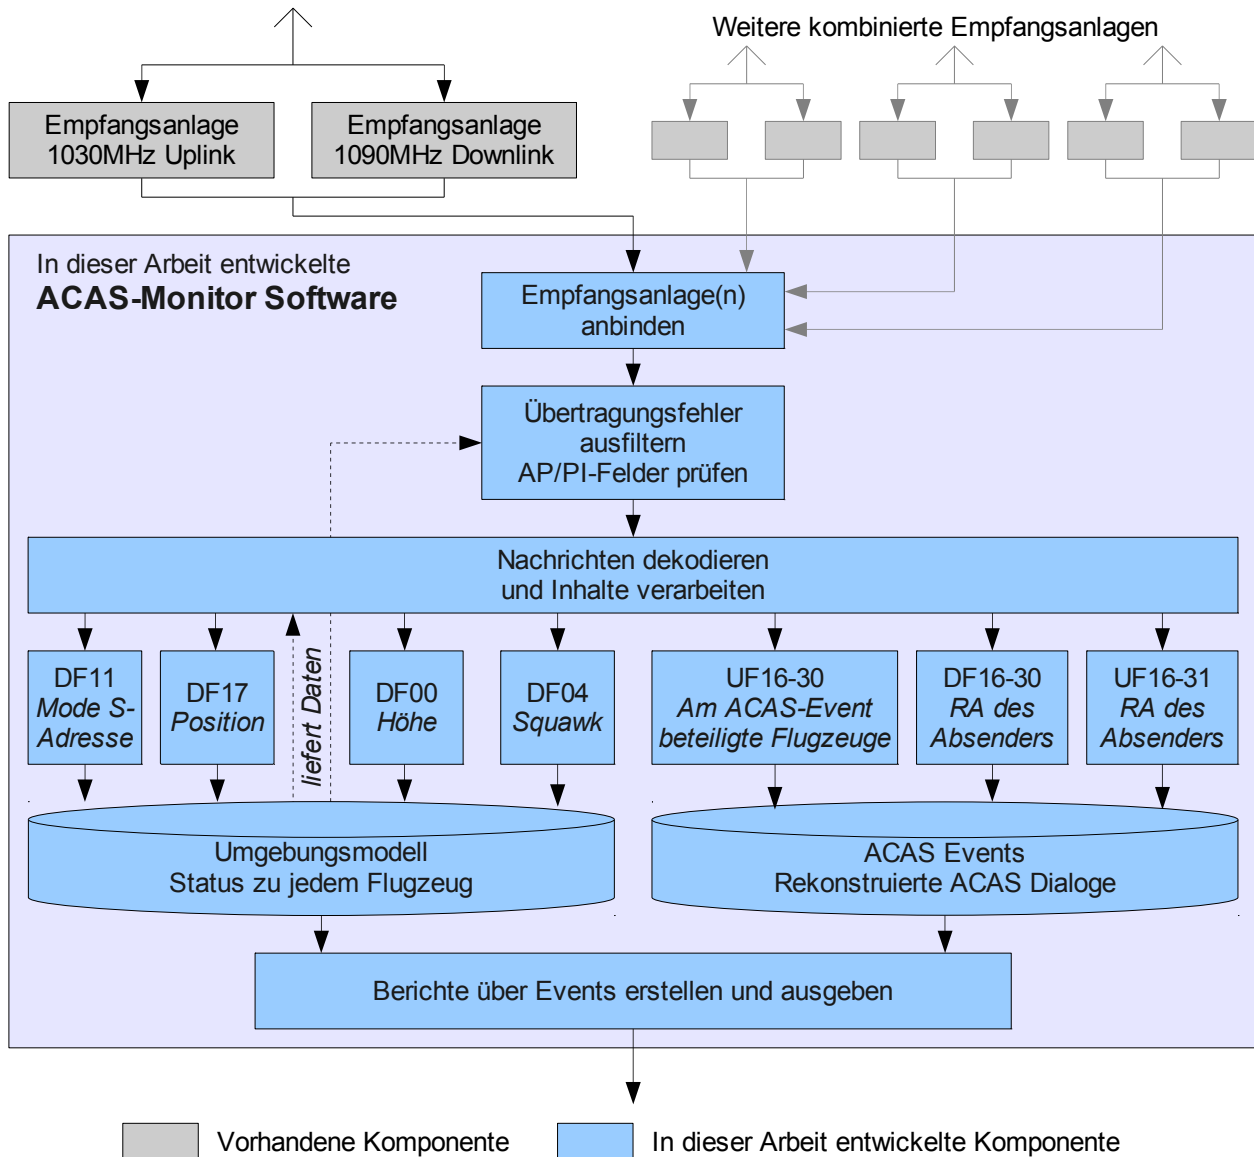 Weitere kombinierte Empfangsanlagen
Empfangsanlage
1030MHz Uplink
Empfangsanlage
1090MHz Downlink
In dieser Arbeit entwickelte
ACAS-Monitor Software
Empfangsanlage(n)
anbinden
Übertragungsfehler
ausfiltern
AP/PI-Felder prüfen
Nachrichten dekodieren
und Inhalte verarbeiten
DF11
Mode S-
Adresse
DF17
Position
liefert Daten
DF00
Höhe
DF04
Squawk
UF16-30
Am ACAS-Event
beteiligte Flugzeuge
DF16-30
RA des
Absenders
UF16-31
RA des
Absenders
Umgebungsmodell
Status zu jedem Flugzeug
ACAS Events
Rekonstruierte ACAS Dialoge
Berichte über Events erstellen und ausgeben
Vorhandene Komponente
In dieser Arbeit entwickelte Komponente